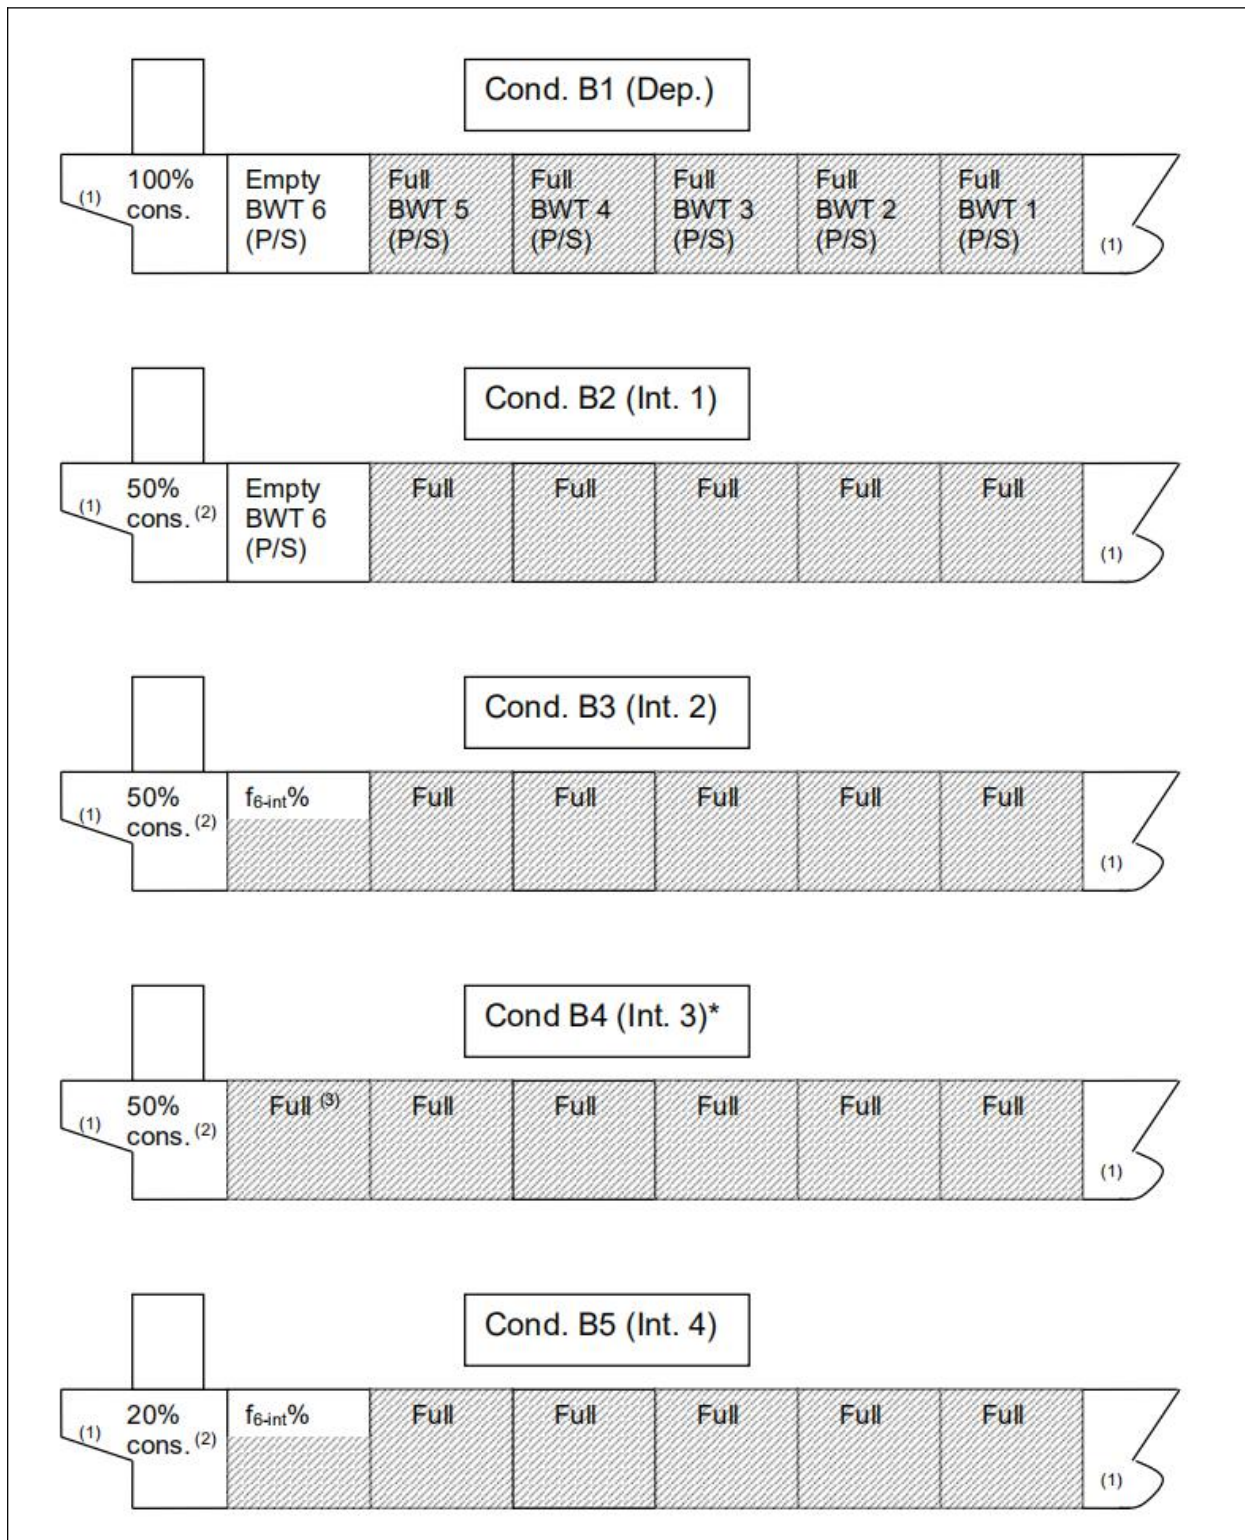 Cond. B1 (Dep.)
(1)
100%
cons.
Empty
BWT 6
(P/S)
Full
BWT 5
(P/S)
Full
BWT 4
(P/S)
Full
BWT 3
(P/S)
Full
BWT 2
(P/S)
Full
BWT 1
(P/S)
(1)
Cond. B2 (Int. 1)
(1)
50%
cons. (2)
Empty
BWT 6
(P/S)
Full
Full
Full
Full
Full
(1)
Cond. B3 (Int. 2)
(1)
50%
cons. (2)
f6-int%
Full
Full
Full
Full
Full
(1)
Cond B4 (Int. 3)*
(1)
50%
cons. (2)
Full (3)
Full
Full
Full
Full
Full
(1)
Cond. B5 (Int. 4)
(1)
20%
cons. (2)
f6-int%
Full
Full
Full
Full
Full
(1)